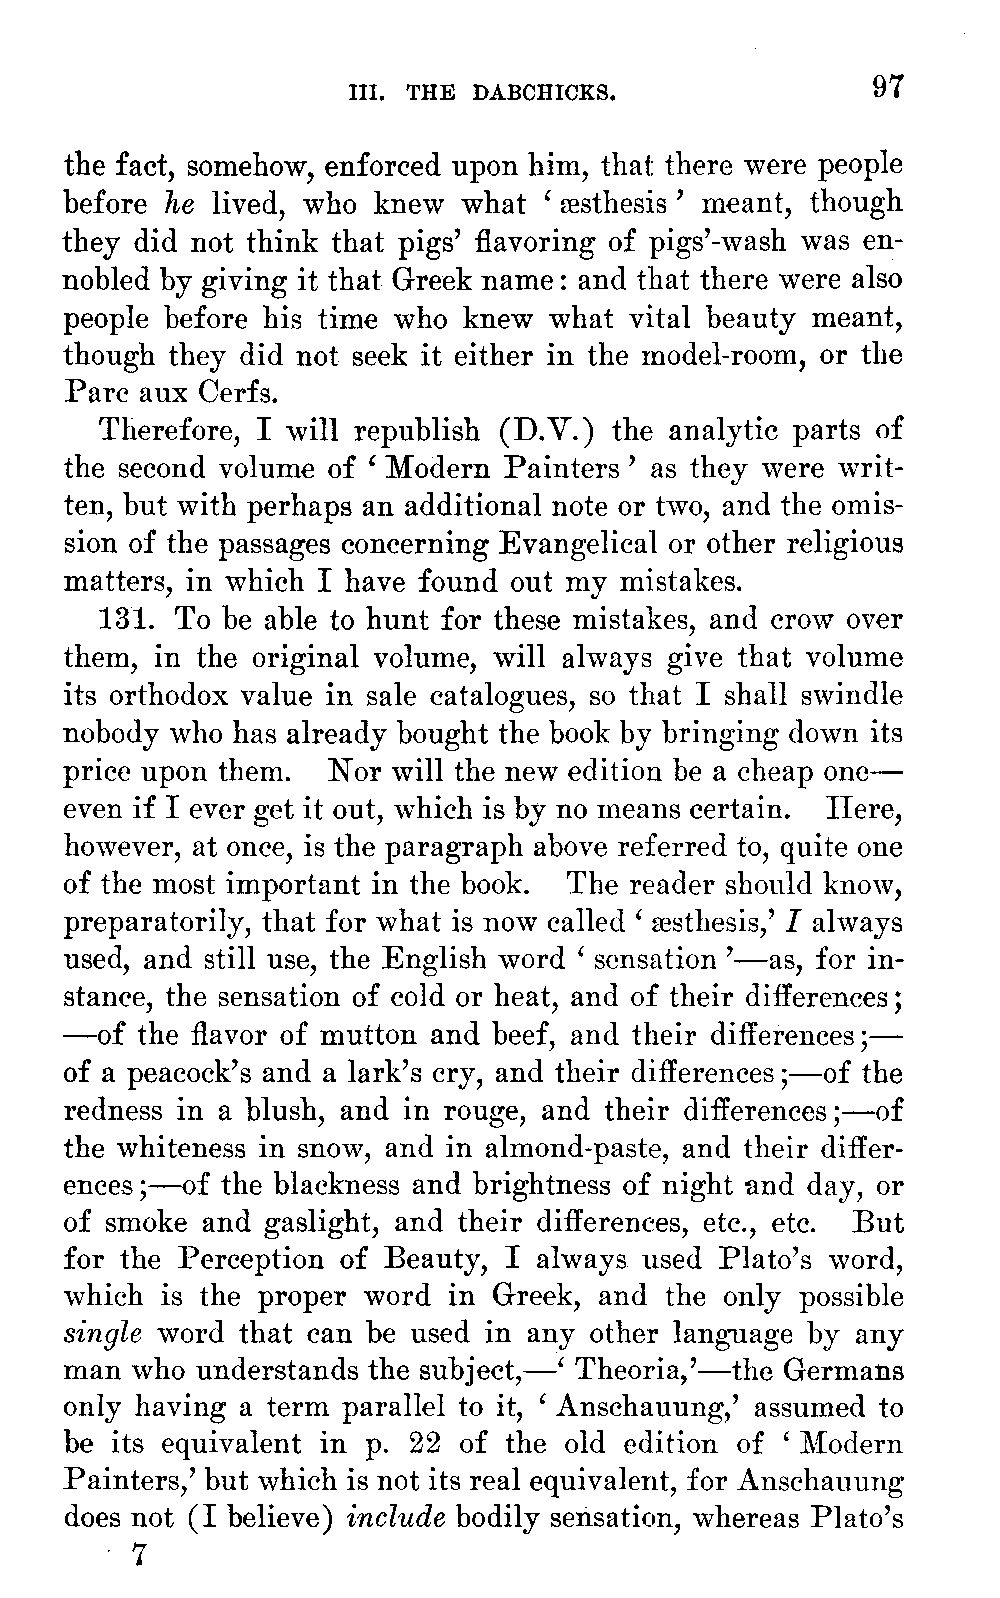 III. THE DABCHICKS. 97
the fact, somehow, enforced upon him, that there were people
before he lived, who knew what ‘ æsthesis ’ meant, though
they did not think that pigs’ flavoring of pigs’-wash was en-
nobled by giving it that Greek name: and that there were also
people before his time who knew what vital beauty meant,
though they did not seek it either in the model-room, or the
Parc aux Cerfs.
Therefore, I will republish (D.V.) the analytic parts of
the second volume of ‘ Modern Painters ’ as they were writ-
ten, but with perhaps an additional note or two, and the omis-
sion of the passages concerning Evangelical or other religious
matters, in which I have found out my mistakes.
131. To be able to hunt for these mistakes, and crow over
them, in the original volume, will always give that volume
its orthodox value in sale catalogues, so that I shall swindle
nobody who has already bought the book by bringing down its
price upon them. Nor will the new edition be a cheap one—
even if I ever get it out, which is by no means certain. Here,
however, at once, is the paragraph above referred to, quite one
of the most important in the book. The reader should know,
preparatorily, that for what is now called ‘ æsthesis,’ I always
used, and still use, the English word ‘ sensation ’—as, for in-
stance, the sensation of cold or heat, and of their differences;
—of the flavor of mutton and beef, and their differences;—
of a peacock’s and a lark’s cry, and their differences;—of the
redness in a blush, and in rouge, and their differences;—of
the whiteness in snow, and in almond-paste, and their differ-
ences;—of the blackness and brightness of night and day, or
of smoke and gaslight, and their differences, etc., etc. But
for the Perception of Beauty, I always used Plato’s word,
which is the proper word in Greek, and the only possible
single word that can be used in any other language by any
man who understands the subject,—‘ Theoria,’—the Germans
only having a term parallel to it, ‘ Anschauung,’ assumed to
be its equivalent in p. 22 of the old edition of ‘ Modern
Painters,’ but which is not its real equivalent, for Anschauung
does not (I believe) include bodily sensation, whereas Plato’s
7